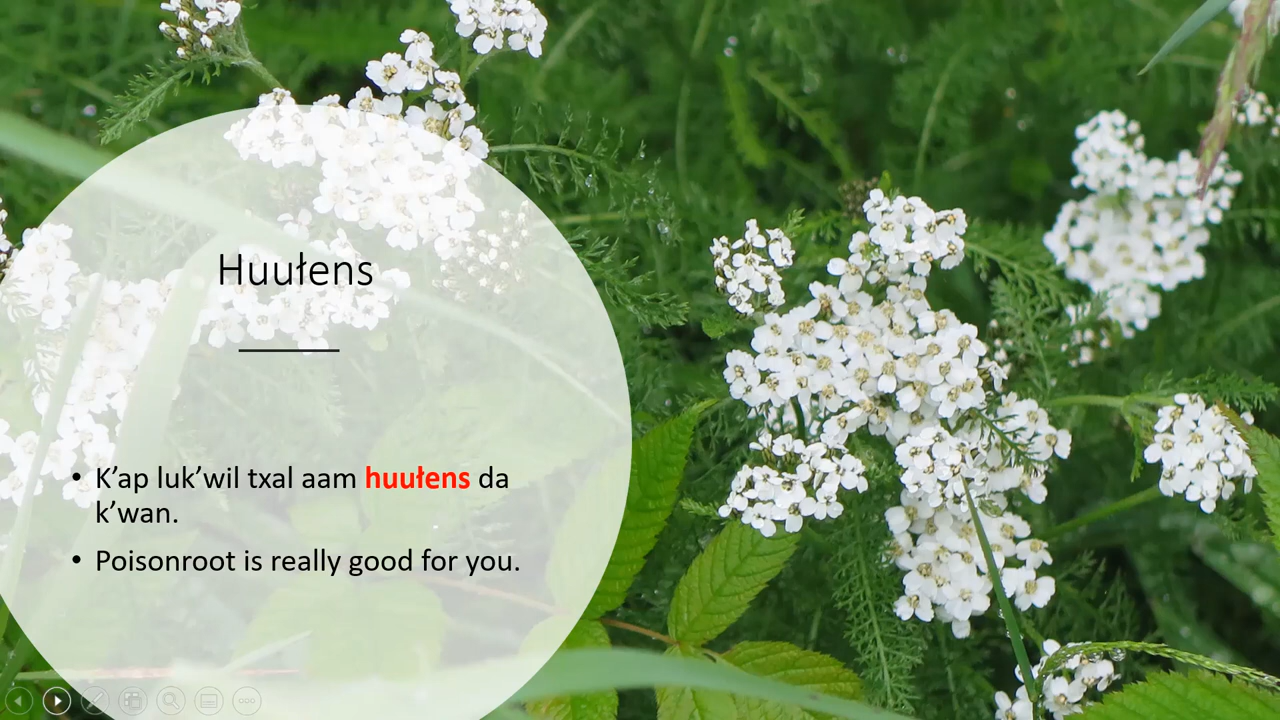 Huułens
• K’ap luk’wil txal aam huułens da
k’wan.
• Poisonroot is really good for you.